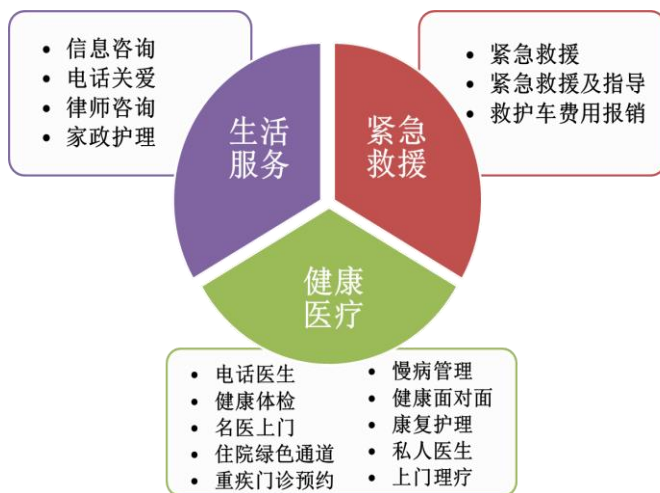 • 信息咨询
• 电话关爱
• 律师咨询
• 家政护理
• 紧急救援
• 紧急救援及指导
• 救护车费用报销
生活
服务
紧急
救援
健康
医疗
• 电话医生
• 健康体检
• 名医上门
• 住院绿色通道
• 重疾门诊预约
• 慢病管理
• 健康面对面
• 康复护理
• 私人医生
• 上门理疗